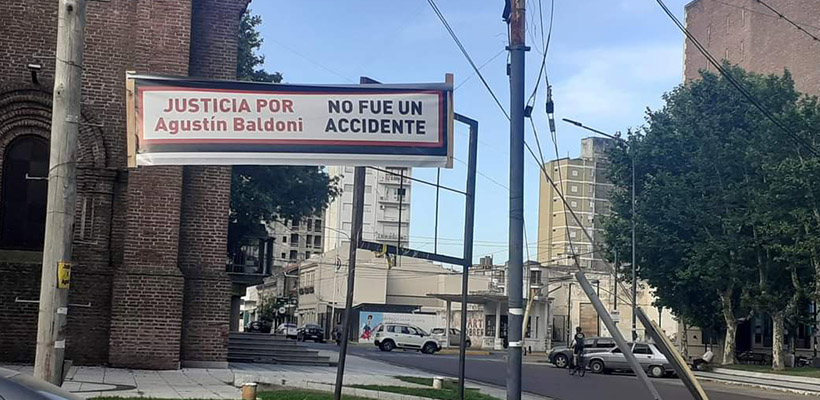 JUSTICIA POR
Agustín Baldoni
NO FUE UN
ACCIDENTE